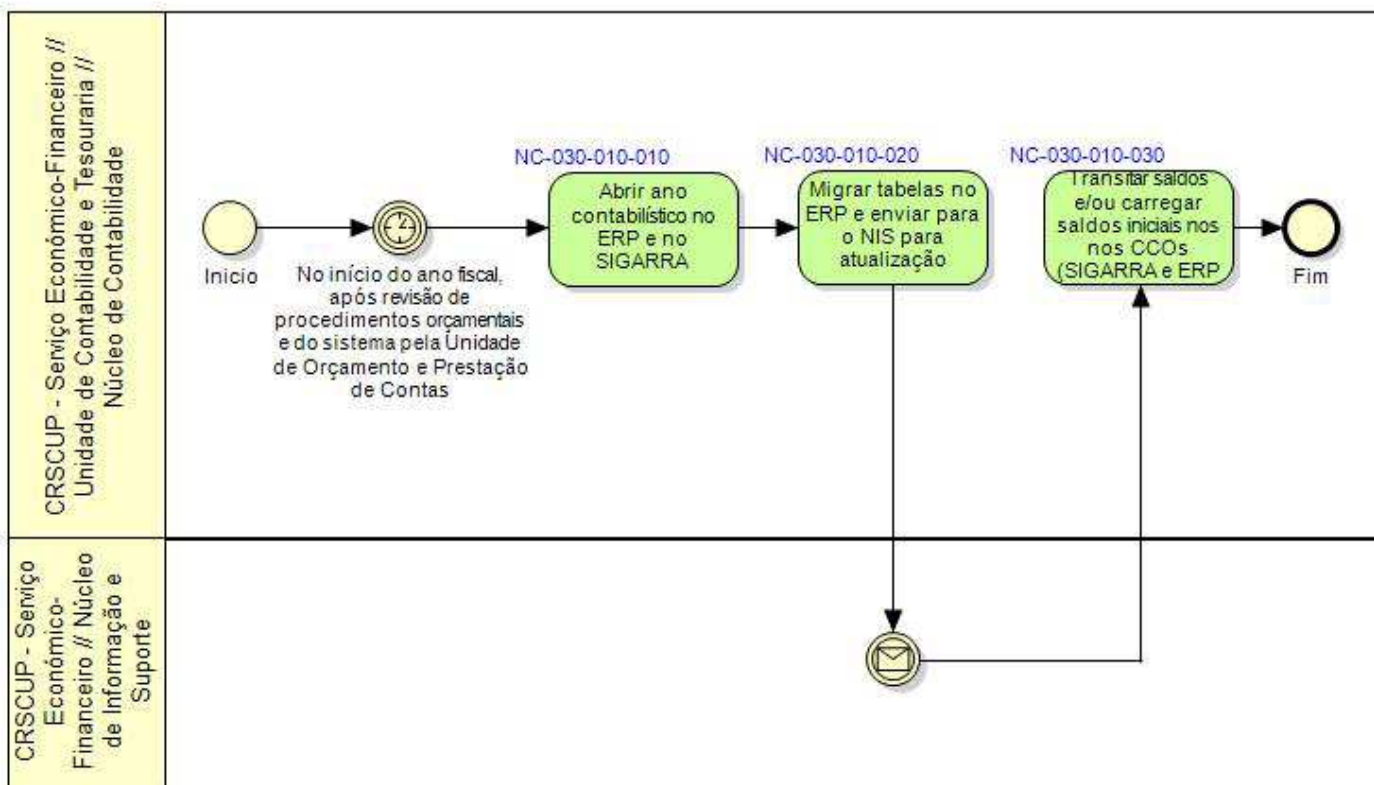 CRSCUP - Serviço Económico-Financeiro //
Unidade de Contabilidade e Tesouraria //
Núcleo de Contabilidade
Inicio
No início do ano fiscal,
após revisão de
procedimentos orçamentais
e do sistema pela Unidade
de Orçamento e Prestação
de Contas
NC-030-010-010
Abrir ano
contabilístico no
ERP e no
SIGARRA
NC-030-010-020
Migrar tabelas no
ERP e enviar para
o NIS para
atualização
NC-030-010-030
Transitar saldos
e/ou carregar
saldos iniciais nos
nos CCOs
(SIGARRA e ERP
Fim
CRSCUP - Serviço
Económico-
Financeiro // Núcleo
de Informação e
Suporte